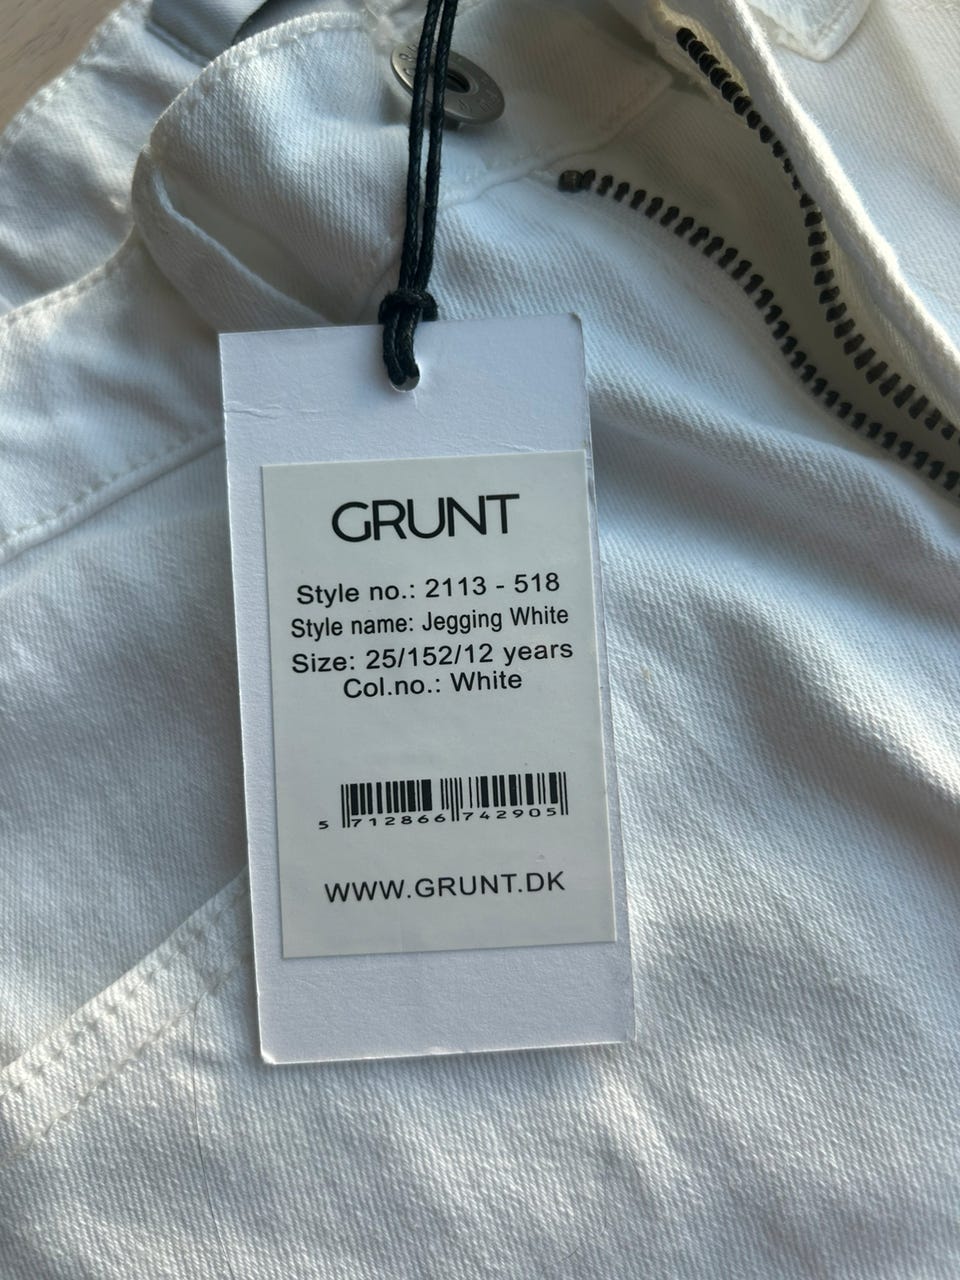 GRUNT
Style no.: 2113 - 518
Style name: Jegging White
Size: 25/152/12 years
Col.no.: White
5 712866 742905
WWW.GRUNT.DK